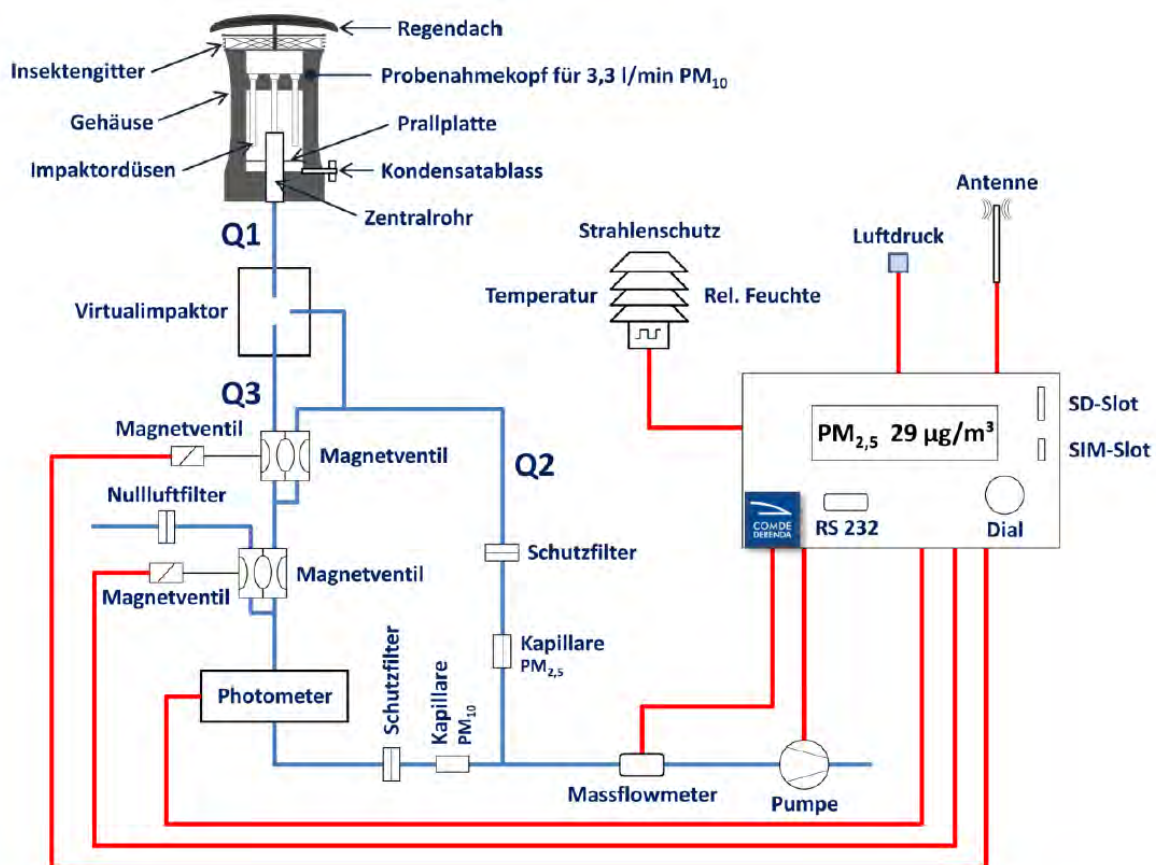 Regendach
Insektengitter
Probenahmekopf für 3,3 l/min PM₁₀
Gehäuse
Prallplatte
Impaktordüsen
Kondensatablass
Zentralrohr
Q1
Virtualimpaktor
Strahlenschutz
Temperatur
Rel. Feuchte
Luftdruck
Antenne
Q3
Magnetventil
Magnetventil
Q2
PM₂,₅ 29 µg/m³
SD-Slot
SIM-Slot
COMDE
DERENDA
RS 232
Dial
Nullluftfilter
Schutzfilter
Magnetventil
Magnetventil
Kapillare
PM₂,₅
Photometer
Schutzfilter
Kapillare
PM₁₀
Massflowmeter
Pumpe